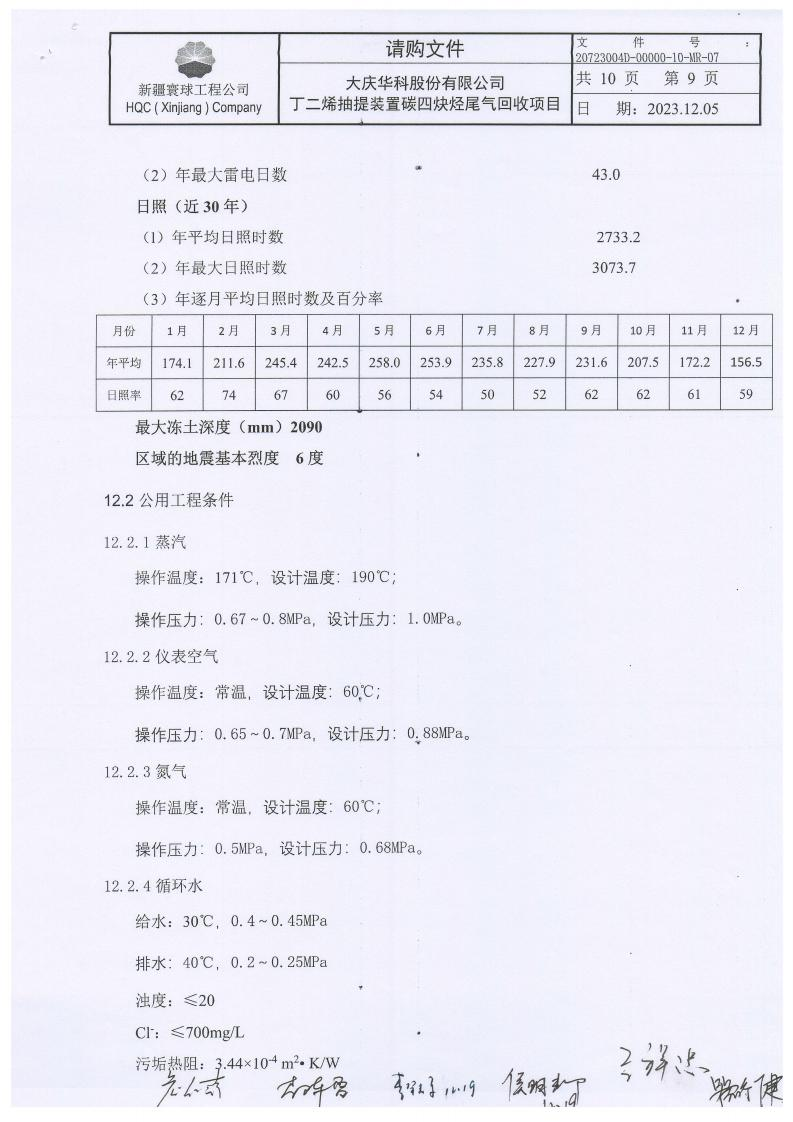 新疆寰球工程公司
HQC ( Xinjiang ) Company
请购文件
大庆华科股份有限公司
丁二烯抽提装置碳四炔烃尾气回收项目
文 件 号 :
20723004D-00000-10-MR-07
共 10 页 第 9 页
日 期: 2023.12.05
（2）年最大雷电日数 43.0
日照（近 30 年）
（1）年平均日照时数 2733.2
（2）年最大日照时数 3073.7
（3）年逐月平均日照时数及百分率
月份 1 月 2 月 3 月 4 月 5 月 6 月 7 月 8 月 9 月 10 月 11 月 12 月
年平均 174.1 211.6 245.4 242.5 258.0 253.9 235.8 227.9 231.6 207.5 172.2 156.5
日照率 62 74 67 60 56 54 50 52 62 62 61 59
最大冻土深度（mm）2090
区域的地震基本烈度 6 度
12.2 公用工程条件
12.2.1 蒸汽
操作温度：171℃，设计温度：190℃；
操作压力：0.67～0.8MPa，设计压力：1.0MPa。
12.2.2 仪表空气
操作温度：常温，设计温度：60℃；
操作压力：0.65～0.7MPa，设计压力：0.88MPa。
12.2.3 氮气
操作温度：常温，设计温度：60℃；
操作压力：0.5MPa，设计压力：0.68MPa。
12.2.4 循环水
给水：30℃，0.4～0.45MPa
排水：40℃，0.2～0.25MPa
浊度：≤20
Cl⁻：≤700mg/L
污垢热阻：3.44×10⁻⁴ m²• K/W